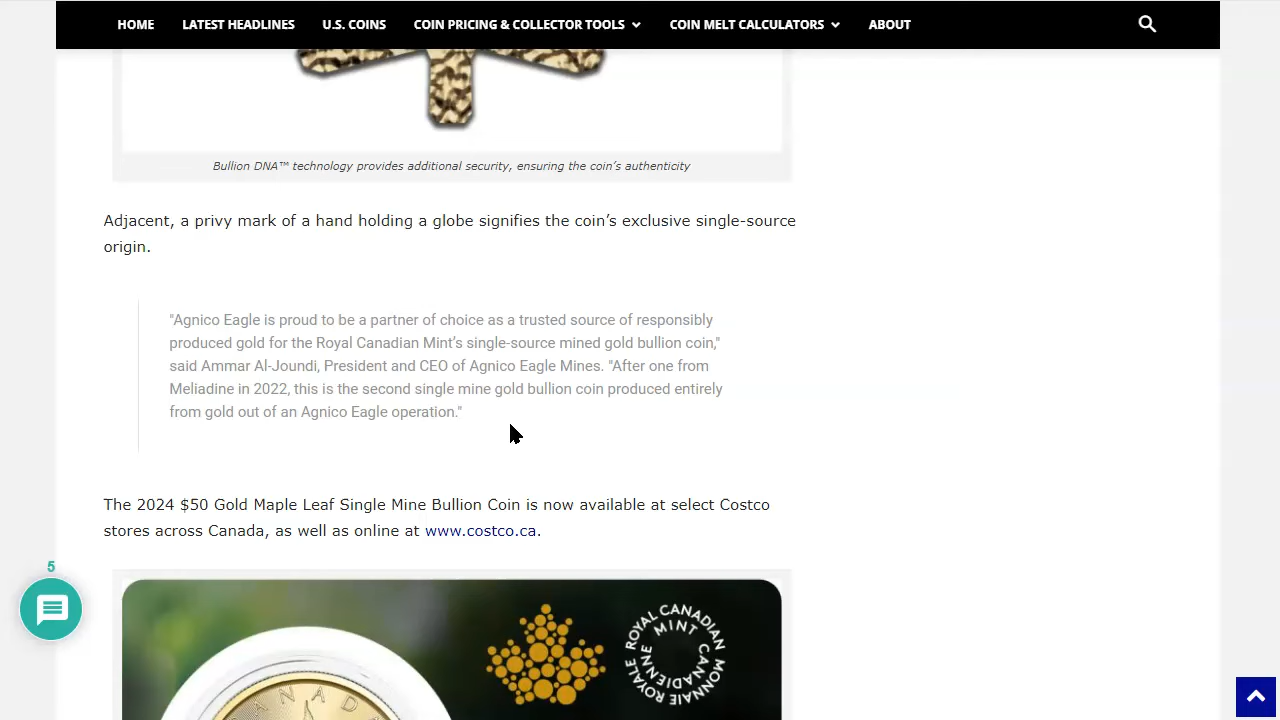 HOME LATEST HEADLINES U.S. COINS COIN PRICING & COLLECTOR TOOLS COIN MELT CALCULATORS ABOUT
Bullion DNA™ technology provides additional security, ensuring the coin's authenticity
Adjacent, a privy mark of a hand holding a globe signifies the coin's exclusive single-source
origin.
"Agnico Eagle is proud to be a partner of choice as a trusted source of responsibly
produced gold for the Royal Canadian Mint's single-source mined gold bullion coin,"
said Ammar Al-Joundi, President and CEO of Agnico Eagle Mines. "After one from
Meliadine in 2022, this is the second single mine gold bullion coin produced entirely
from gold out of an Agnico Eagle operation."
The 2024 $50 Gold Maple Leaf Single Mine Bullion Coin is now available at select Costco
stores across Canada, as well as online at www.costco.ca.
5
ROYAL CANADIAN MINT
MONNAIE ROYALE CANADIENNE
CANADA